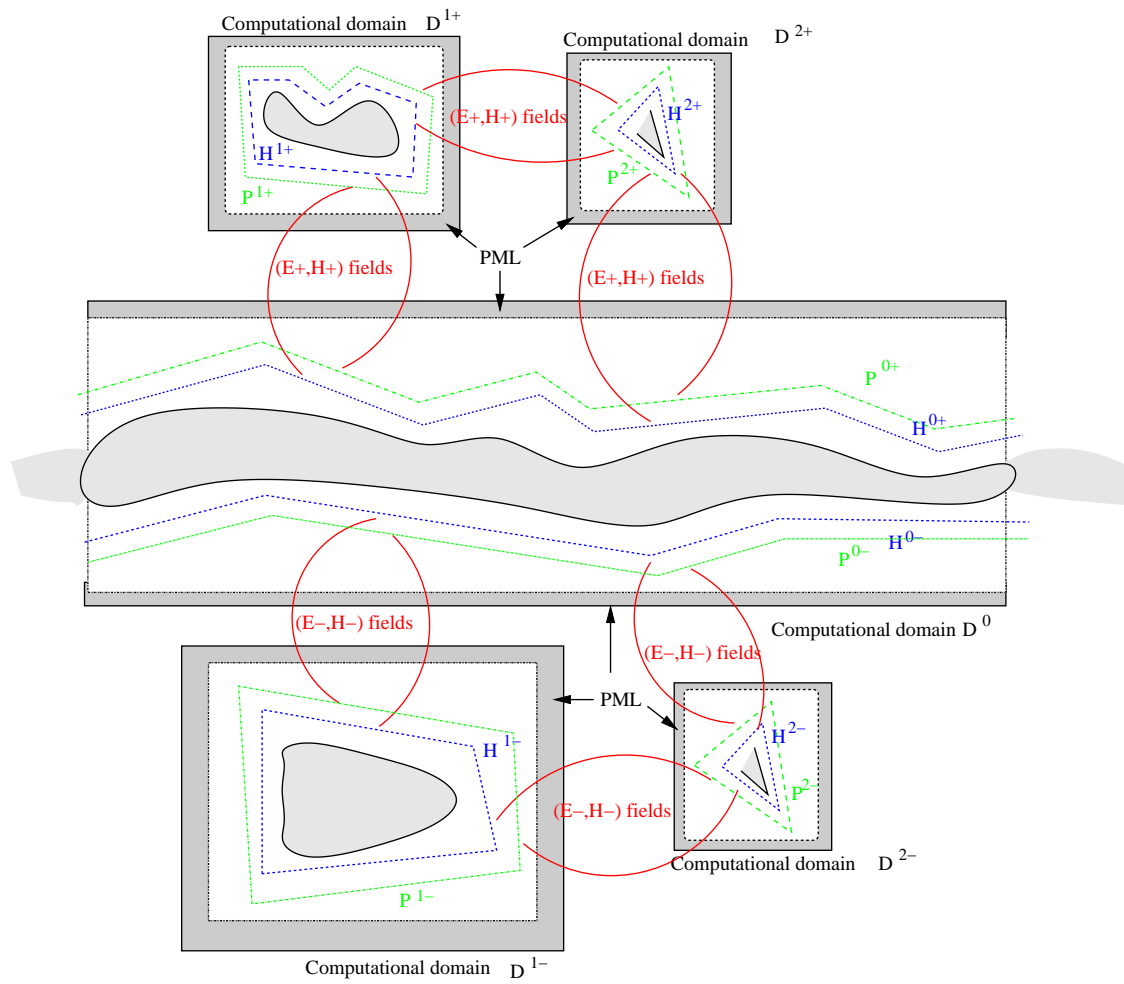 Computational domain D 1+
Computational domain D 2+
(E+,H+) fields
H 2+
H 1+
P 1+
P 2+
PML
(E+,H+) fields
(E+,H+) fields
P 0+
H 0+
H 0−
P 0−
(E−,H−) fields
Computational domain D 0
(E−,H−) fields
PML
H 1−
H 2−
P 2−
(E−,H−) fields
Computational domain D 2−
P 1−
Computational domain D 1−